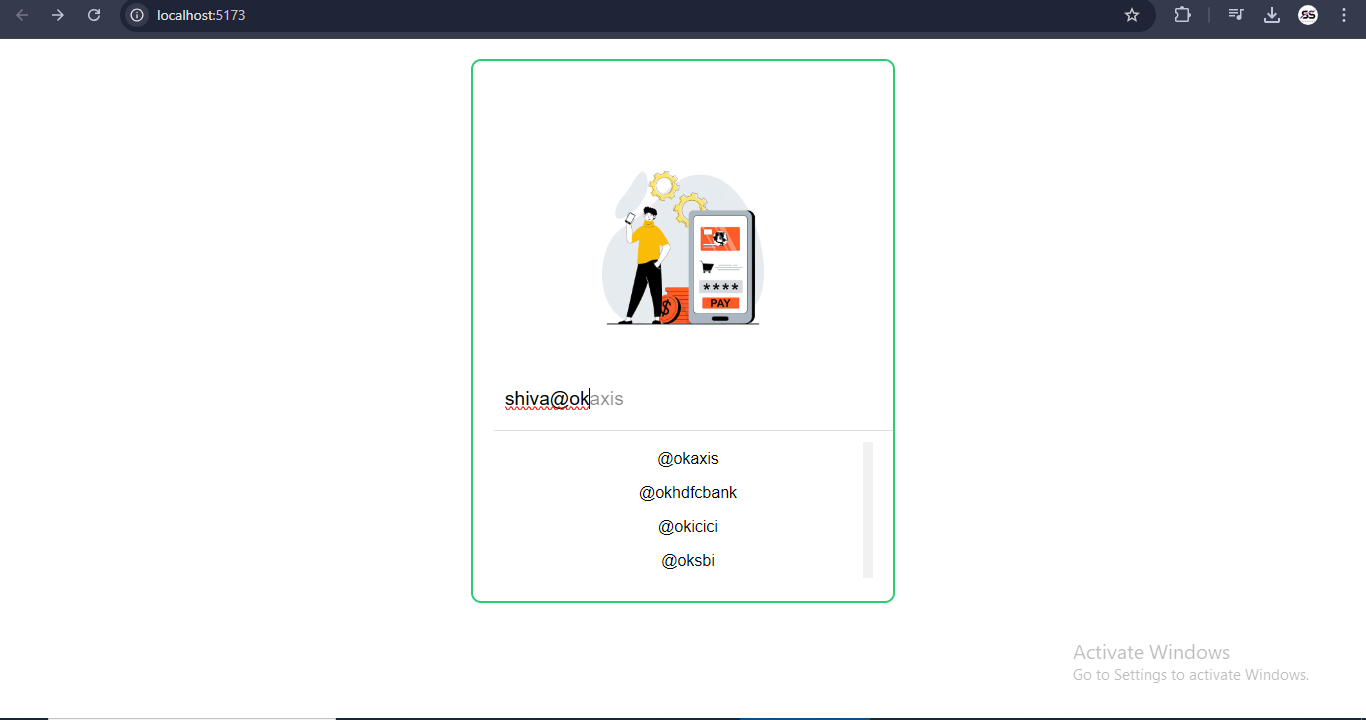 localhost:5173
SS
****
PAY
shiva@okaxis
@okaxis
@okhdfcbank
@okicici
@oksbi
Activate Windows
Go to Settings to activate Windows.